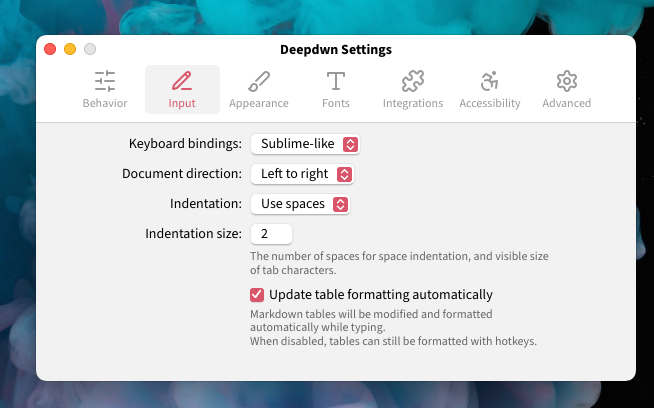 Deepdwn Settings
Behavior Input Appearance Fonts Integrations Accessibility Advanced
Keyboard bindings: Sublime-like
Document direction: Left to right
Indentation: Use spaces
Indentation size: 2
The number of spaces for space indentation, and visible size
of tab characters.
Update table formatting automatically
Markdown tables will be modified and formatted
automatically while typing.
When disabled, tables can still be formatted with hotkeys.